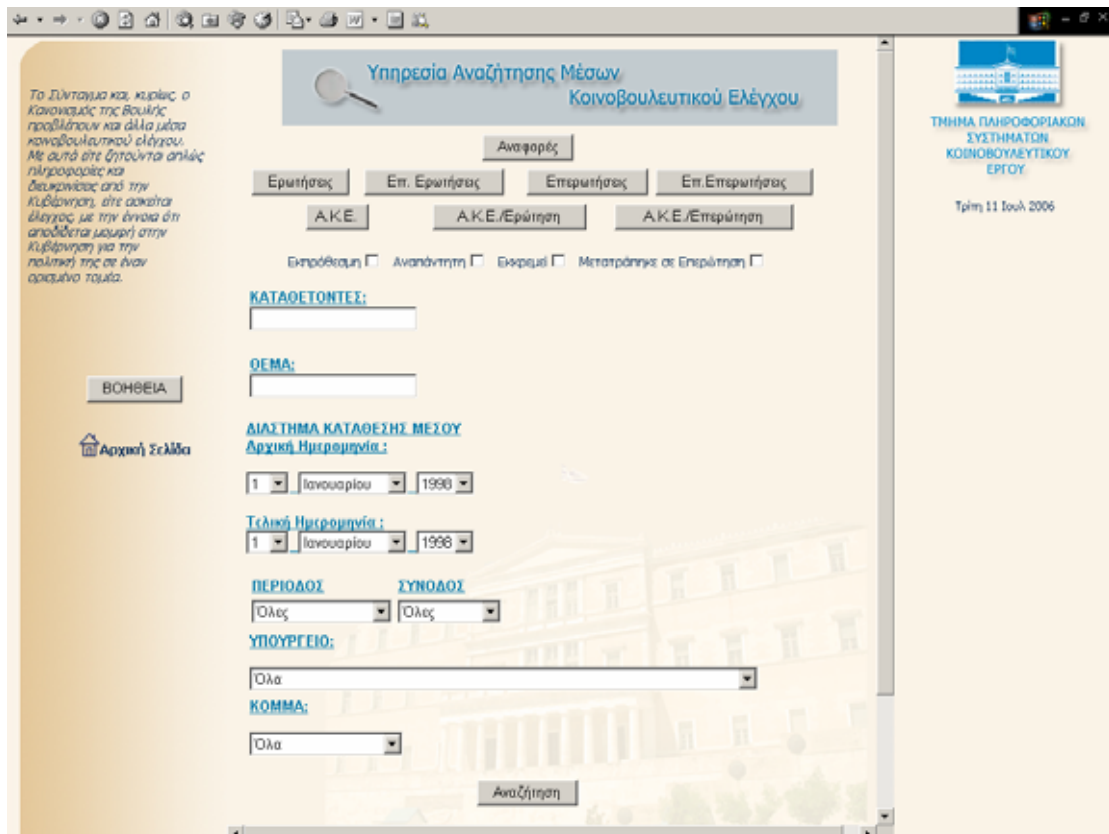 Το Σύνταγμα και, κυρίως, ο
Κανονισμός της Βουλής
προβλέπουν και άλλα μέσα
κοινοβουλευτικού ελέγχου.
Με αυτά είτε ζητούνται απλώς
πληροφορίες και
διευκρινίσεις από την
Κυβέρνηση, είτε ασκείται
έλεγχος, με την έννοια ότι
αποδίδεται μομφή στην
Κυβέρνηση για την
πολιτική της σε έναν
ορισμένο τομέα.
ΒΟΗΘΕΙΑ
Αρχική Σελίδα
Υπηρεσία Αναζήτησης Μέσων
Κοινοβουλευτικού Ελέγχου
Αναφορές
Ερωτήσεις Επ. Ερωτήσεις Επερωτήσεις Επ.Επερωτήσεις
Α.Κ.Ε. Α.Κ.Ε./Ερώτηση Α.Κ.Ε./Επερώτηση
Εκπρόθεσμη Αναπάντητη Εκκρεμεί Μετατράπηκε σε Επερώτηση
ΚΑΤΑΘΕΤΟΝΤΕΣ:
ΘΕΜΑ:
ΔΙΑΣΤΗΜΑ ΚΑΤΑΘΕΣΗΣ ΜΕΣΟΥ
Αρχική Ημερομηνία :
1 Ιανουαρίου 1998
Τελική Ημερομηνία :
1 Ιανουαρίου 1998
ΠΕΡΙΟΔΟΣ ΣΥΝΟΔΟΣ
Όλες Όλες
ΥΠΟΥΡΓΕΙΟ:
Όλα
ΚΟΜΜΑ:
Όλα
Αναζήτηση
ΤΜΗΜΑ ΠΛΗΡΟΦΟΡΙΑΚΩΝ
ΣΥΣΤΗΜΑΤΩΝ
ΚΟΙΝΟΒΟΥΛΕΥΤΙΚΟΥ
ΕΡΓΟΥ
Τρίτη 11 Ιουλ 2006